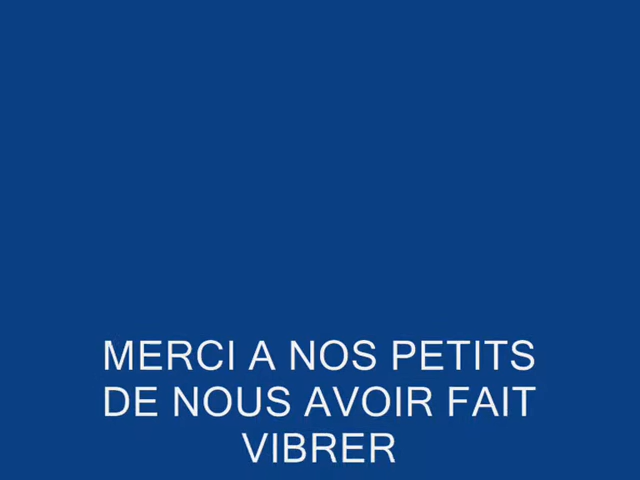 MERCI A NOS PETITS
DE NOUS AVOIR FAIT
VIBRER